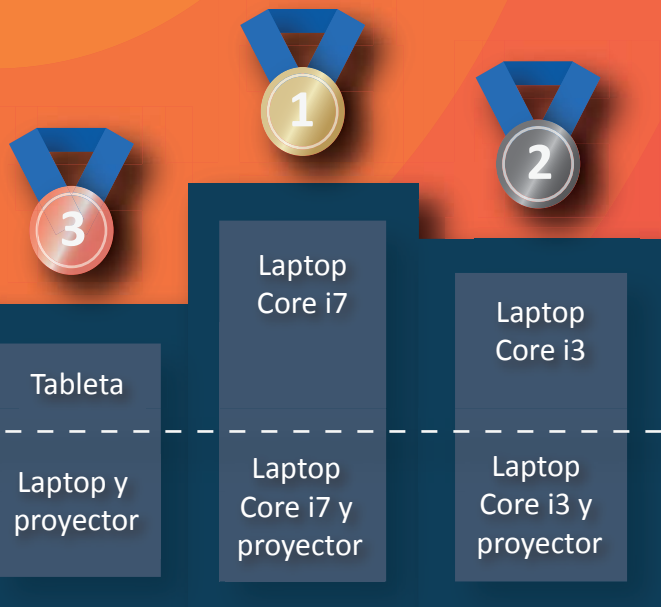 3
Tableta
Laptop y
proyector
1
Laptop
Core i7
Laptop
Core i7 y
proyector
2
Laptop
Core i3
Laptop
Core i3 y
proyector